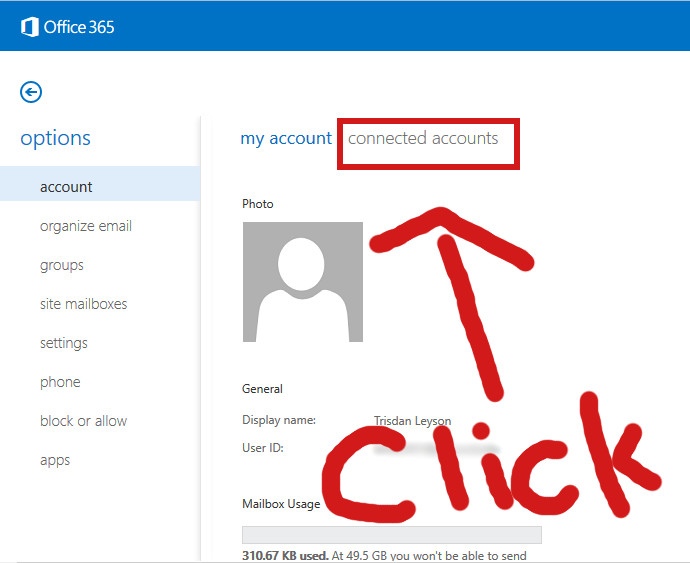 Office 365
options
account
organize email
groups
site mailboxes
settings
phone
block or allow
apps
my account connected accounts
Photo
General
Display name: Trisdan Leyson
User ID:
Mailbox Usage
310.67 KB used. At 49.5 GB you won't be able to send
Click